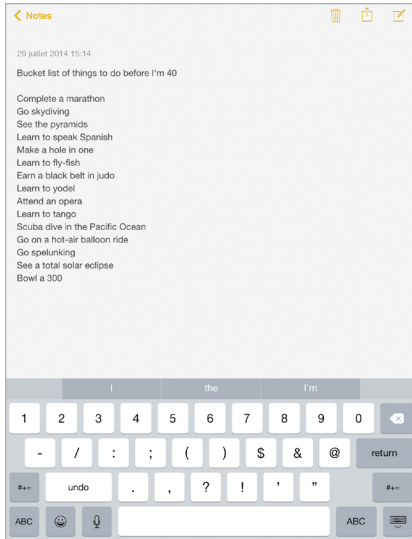 Notes
29 juillet 2014 15:14
Bucket list of things to do before I'm 40
Complete a marathon
Go skydiving
See the pyramids
Learn to speak Spanish
Make a hole in one
Learn to fly-fish
Earn a black belt in judo
Learn to yodel
Attend an opera
Learn to tango
Scuba dive in the Pacific Ocean
Go on a hot-air balloon ride
Go spelunking
See a total solar eclipse
Bowl a 300
I the I'm
1 2 3 4 5 6 7 8 9 0
- / : ; ( ) $ & @ return
#+= undo . , ? ! ' " #+=
ABC ABC